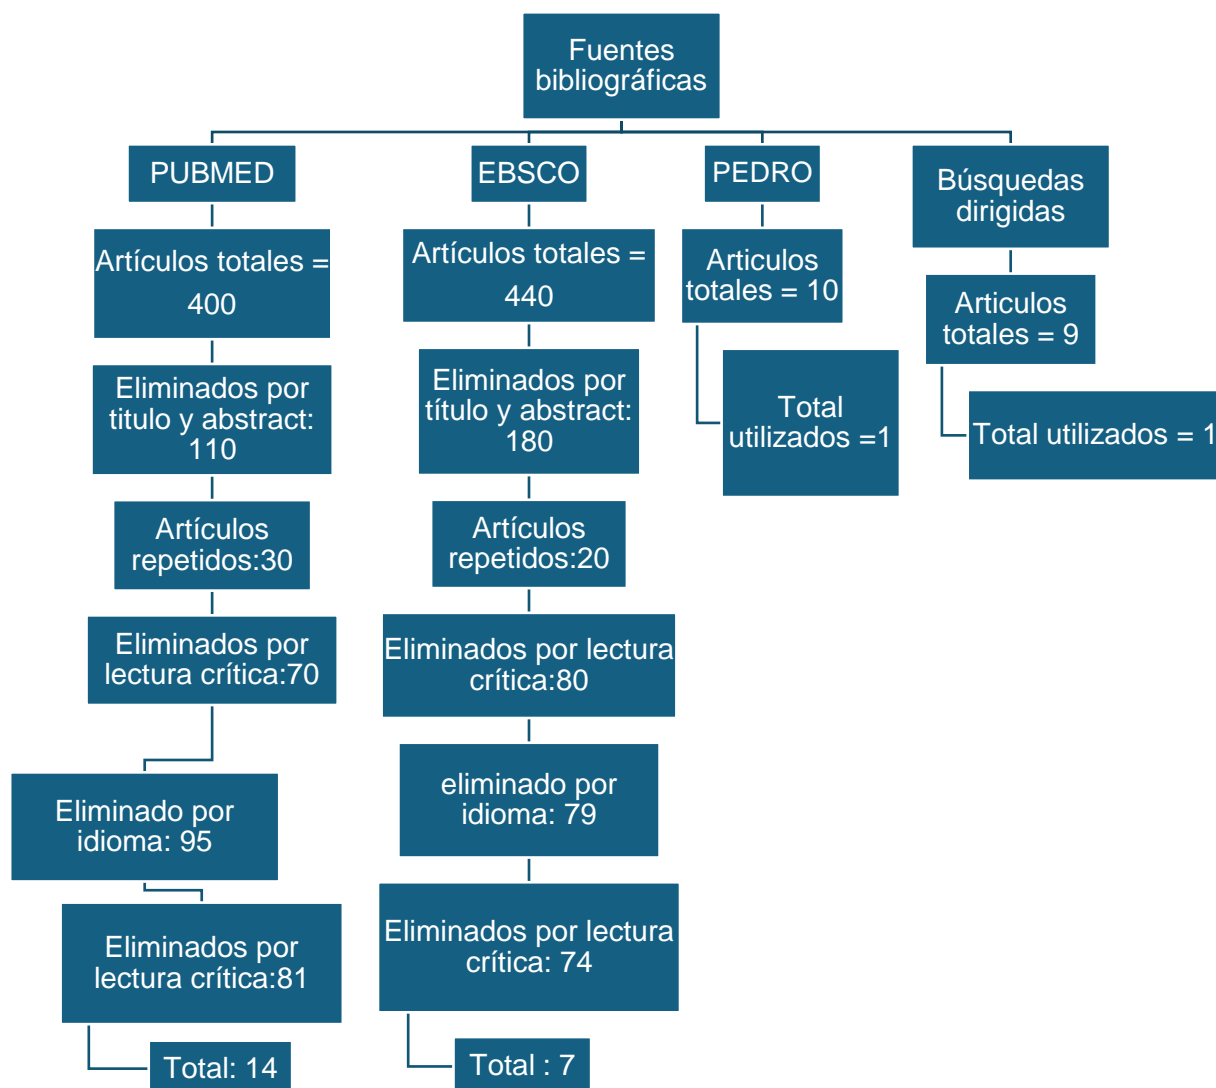 Fuentes
bibliográficas
PUBMED
Artículos totales =
400
Eliminados por
titulo y abstract:
110
Artículos
repetidos:30
Eliminados por
lectura crítica:70
Eliminado por
idioma: 95
Eliminados por
lectura crítica:81
Total: 14
EBSCO
Artículos totales =
440
Eliminados por
título y abstract:
180
Artículos
repetidos:20
Eliminados por lectura
crítica:80
eliminado por
idioma: 79
Eliminados por lectura
crítica: 74
Total : 7
PEDRO
Articulos
totales = 10
Total
utilizados =1
Búsquedas
dirigidas
Articulos
totales = 9
Total utilizados = 1